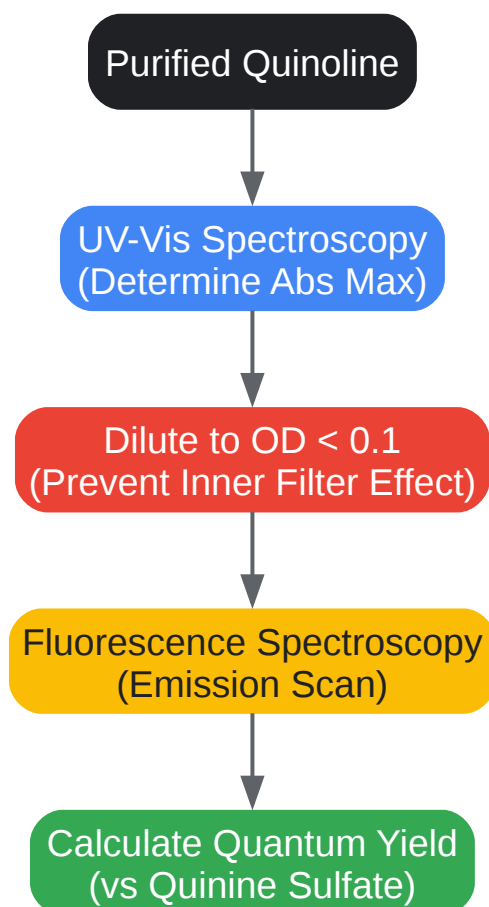 Purified Quinoline
UV-Vis Spectroscopy
(Determine Abs Max)
Dilute to OD < 0.1
(Prevent Inner Filter Effect)
Fluorescence Spectroscopy
(Emission Scan)
Calculate Quantum Yield
(vs Quinine Sulfate)